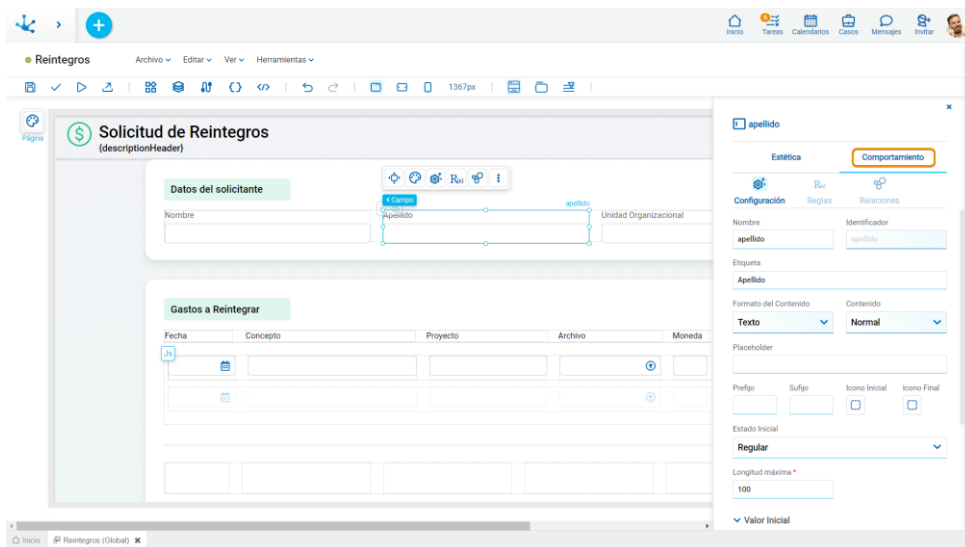 Inicio
6
Tareas
Calendarios
Casos
Mensajes
Invitar
Reintegros
Archivo
Editar
Ver
Herramientas
1367px
Página
Solicitud de Reintegros
{descriptionHeader}
Datos del solicitante
R(x)
Campo
apellido
Nombre
Apellido
Unidad Organizacional
Gastos a Reintegrar
Fecha
Concepto
Proyecto
Archivo
Moneda
Js
apellido
Estética
Comportamiento
R(x)
Configuración
Reglas
Relaciones
Nombre
Identificador
apellido
apellido
Etiqueta
Apellido
Formato del Contenido
Contenido
Texto
Normal
Placeholder
Prefijo
Sufijo
Icono Inicial
Icono Final
Estado Inicial
Regular
Longitud máxima *
100
Valor Inicial
Inicio
Reintegros (Global)